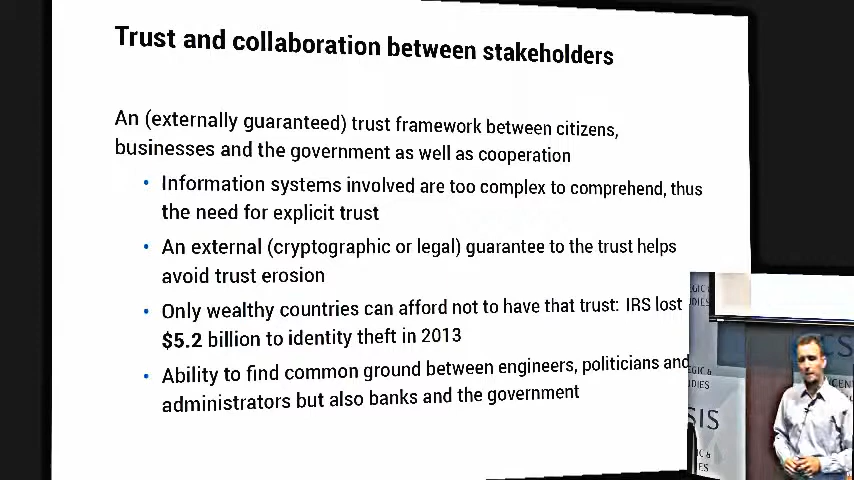 Trust and collaboration between stakeholders
An (externally guaranteed) trust framework between citizens,
businesses and the government as well as cooperation
• Information systems involved are too complex to comprehend, thus
the need for explicit trust
• An external (cryptographic or legal) guarantee to the trust helps
avoid trust erosion
• Only wealthy countries can afford not to have that trust: IRS lost
$5.2 billion to identity theft in 2013
• Ability to find common ground between engineers, politicians and
administrators but also banks and the government
SIS